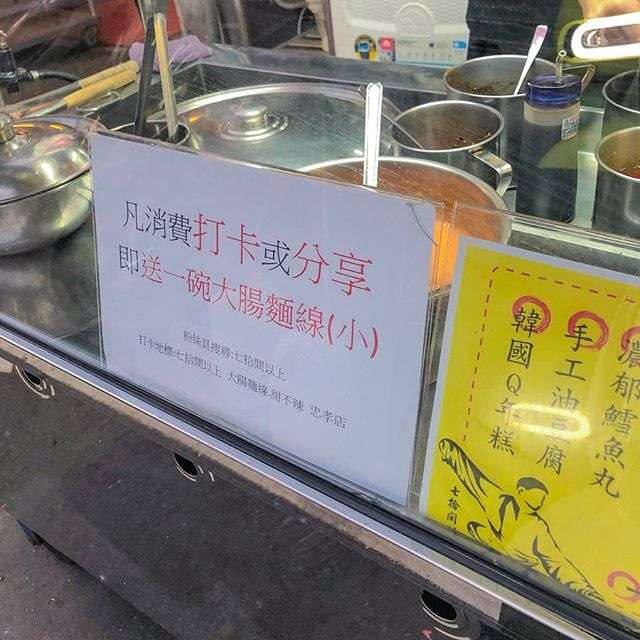 凡消費打卡或分享
即送一碗大腸麵線(小)
粉絲頁搜尋:七拾間以上
打卡地標:七拾間以上 大腸麵線.甜不辣 忠孝店
濃郁鱈魚丸
手工油豆腐
韓國Q年糕
七拾間